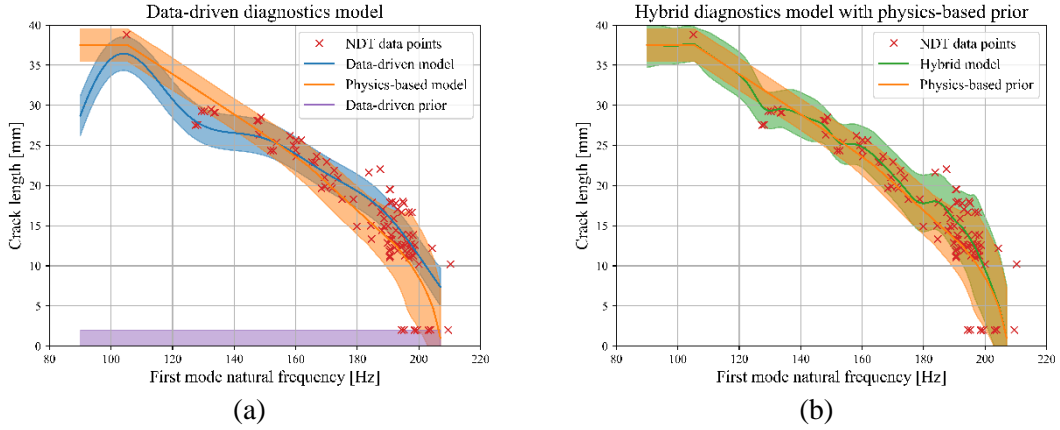 Data-driven diagnostics model
40
35
30
25
20
15
10
5
0
Crack length [mm]
NDT data points
Data-driven model
Physics-based model
Data-driven prior
80 100 120 140 160 180 200 220
First mode natural frequency [Hz]
(a)
Hybrid diagnostics model with physics-based prior
40
35
30
25
20
15
10
5
0
Crack length [mm]
NDT data points
Hybrid model
Physics-based prior
80 100 120 140 160 180 200 220
First mode natural frequency [Hz]
(b)